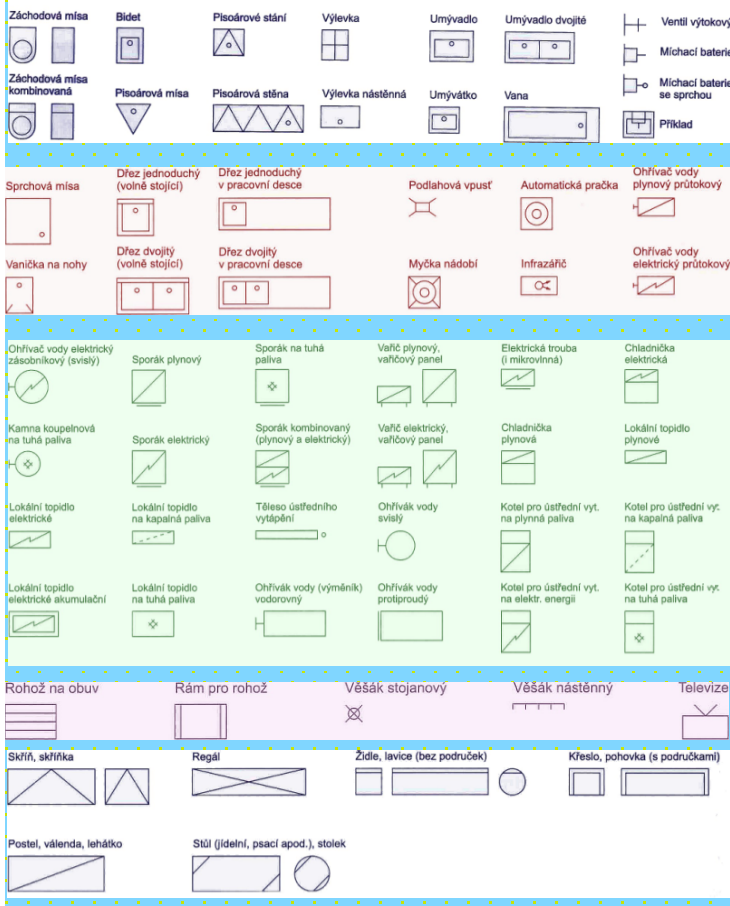 Záchodová mísa
Bidet
Pisoárové stání
Výlevka
Umývadlo
Umývadlo dvojité
Ventil výtokový
Míchací baterie
Záchodová mísa
kombinovaná
Pisoárová mísa
Pisoárová stěna
Výlevka nástěnná
Umývátko
Vana
Míchací baterie
se sprchou
Příklad
Sprchová mísa
Dřez jednoduchý
(volně stojící)
Dřez jednoduchý
v pracovní desce
Podlahová vpusť
Automatická pračka
Ohřívač vody
plynový průtokový
Vanička na nohy
Dřez dvojitý
(volně stojící)
Dřez dvojitý
v pracovní desce
Myčka nádobí
Infrazářič
Ohřívač vody
elektrický průtokový
Ohřívač vody elektrický
zásobníkový (svislý)
Sporák plynový
Sporák na tuhá
paliva
Vařič plynový,
vařičový panel
Elektrická trouba
(i mikrovlnná)
Chladnička
elektrická
Kamna koupelnová
na tuhá paliva
Sporák elektrický
Sporák kombinovaný
(plynový a elektrický)
Vařič elektrický,
vařičový panel
Chladnička
plynová
Lokální topidlo
plynové
Lokální topidlo
elektrické
Lokální topidlo
na kapalná paliva
Těleso ústředního
vytápění
Ohřívák vody
svislý
Kotel pro ústřední vyt.
na plynná paliva
Kotel pro ústřední vyt.
na kapalná paliva
Lokální topidlo
elektrické akumulační
Lokální topidlo
na tuhá paliva
Ohřívák vody (výměník)
vodorovný
Ohřívák vody
protiproudý
Kotel pro ústřední vyt.
na elektr. energii
Kotel pro ústřední vyt.
na tuhá paliva
Rohož na obuv
Rám pro rohož
Věšák stojanový
Věšák nástěnný
Televize
Skříň, skříňka
Regál
Židle, lavice (bez područek)
Křeslo, pohovka (s područkami)
Postel, válenda, lehátko
Stůl (jídelní, psací apod.), stolek